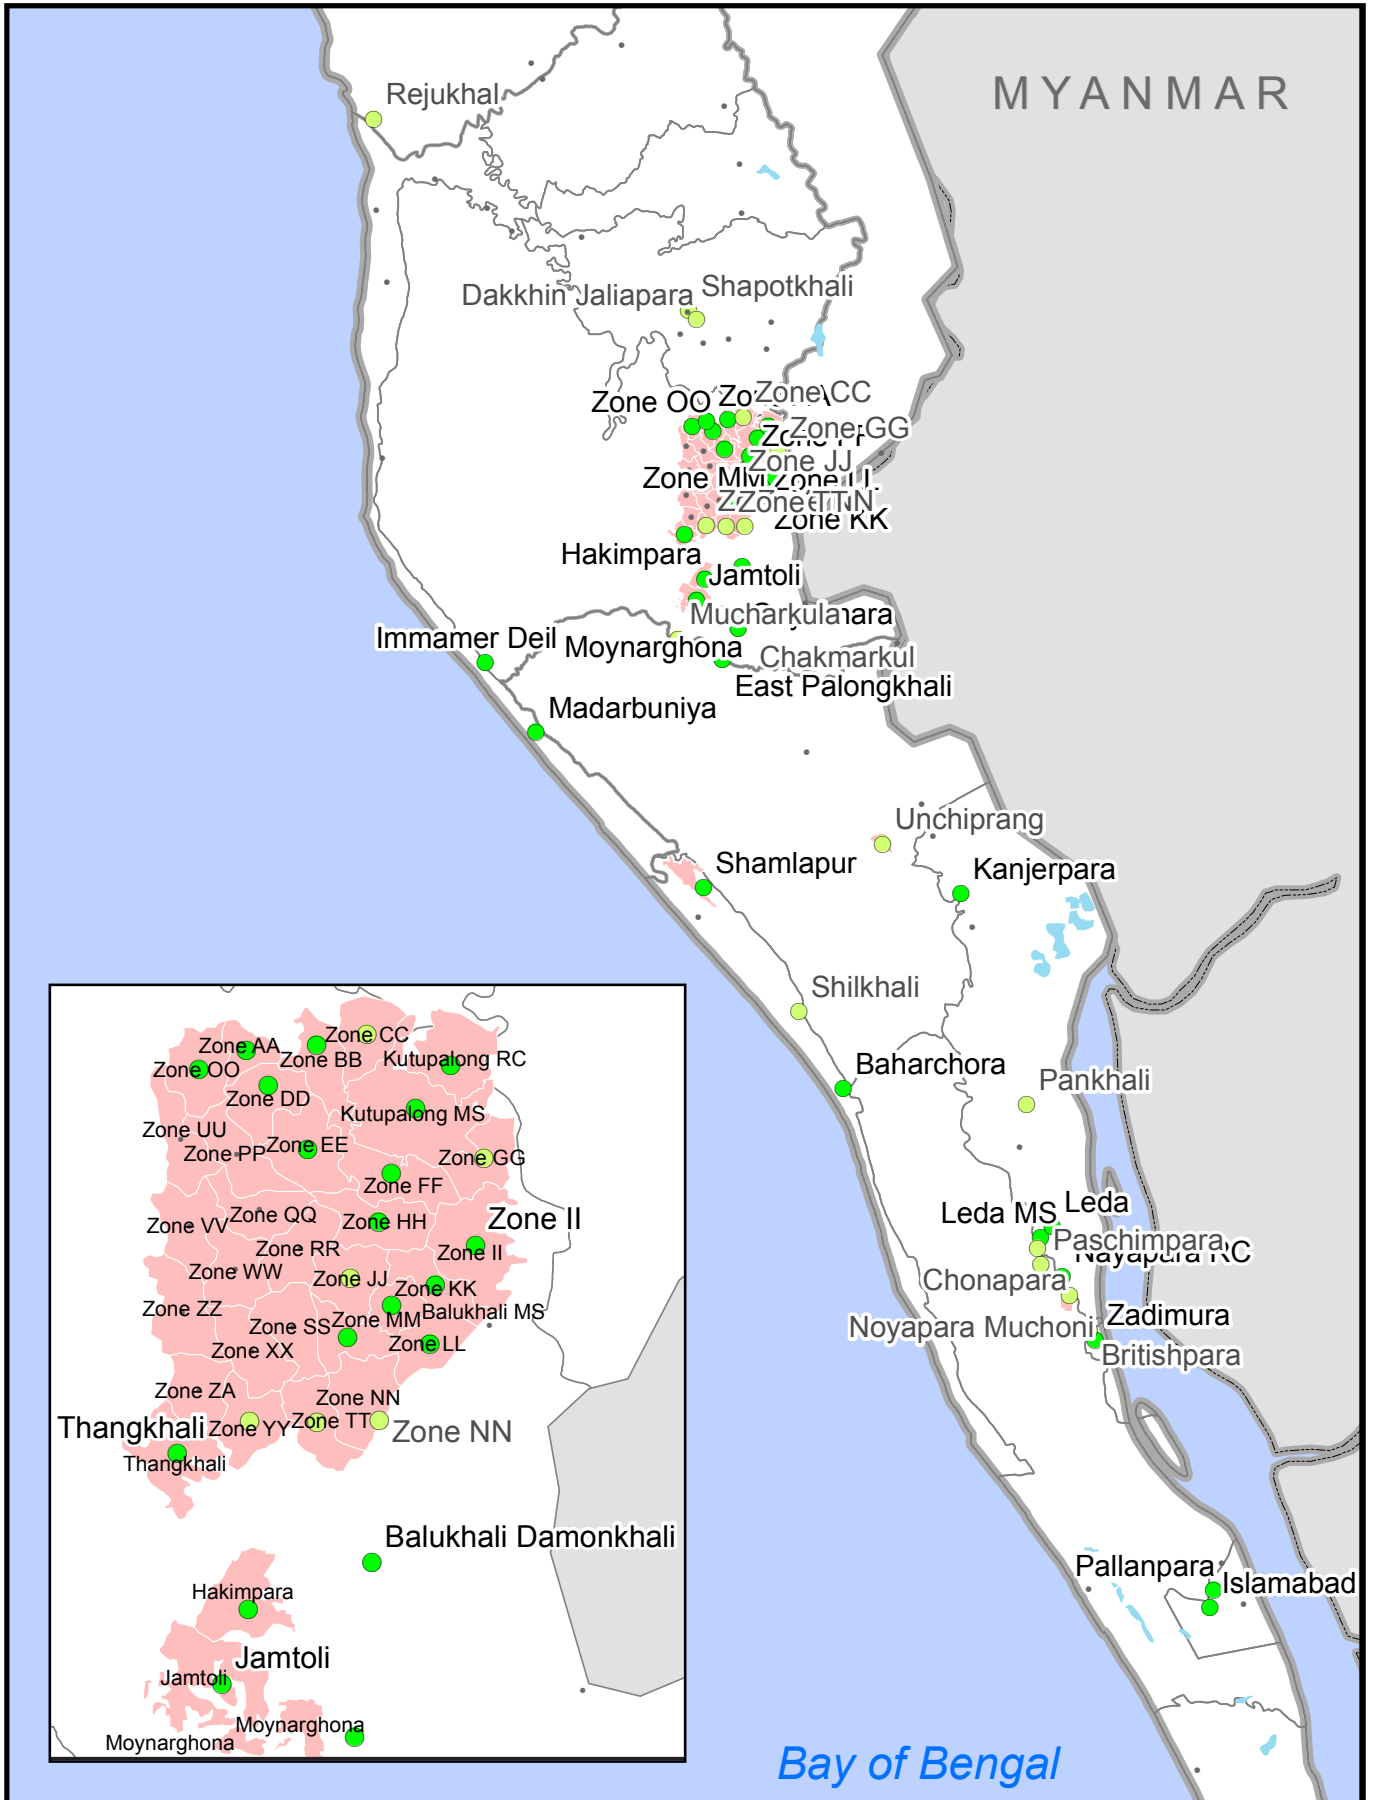 Rejukhal
MYANMAR
Shapotkhali
Dakkhin Jaliapara
Zone CC
Zone OO
Zone GG
Zone JJ
Zone MM
Zone KK
Hakimpara
Jamtoli
Mucharkula
Immamer Deil
Moynarghona
Chakmarkul
East Palongkhali
Madarbuniya
Unchiprang
Shamlapur
Kanjerpara
Shilkhali
Baharchora
Pankhali
Leda
Leda MS
Paschimpara
Nayapara RC
Chonapara
Zadimura
Noyapara Muchoni
Britishpara
Pallanpara
Islamabad
Bay of Bengal
Zone CC
Zone AA
Zone BB
Kutupalong RC
Zone OO
Zone DD
Kutupalong MS
Zone UU
Zone EE
Zone PP
Zone GG
Zone FF
Zone QQ
Zone HH
Zone II
Zone VV
Zone RR
Zone II
Zone WW
Zone JJ
Zone KK
Zone ZZ
Balukhali MS
Zone MM
Zone SS
Zone LL
Zone XX
Zone ZA
Zone NN
Thangkhali
Zone YY
Zone TT
Zone NN
Thangkhali
Balukhali Damonkhali
Hakimpara
Jamtoli
Jamtoli
Moynarghona
Moynarghona